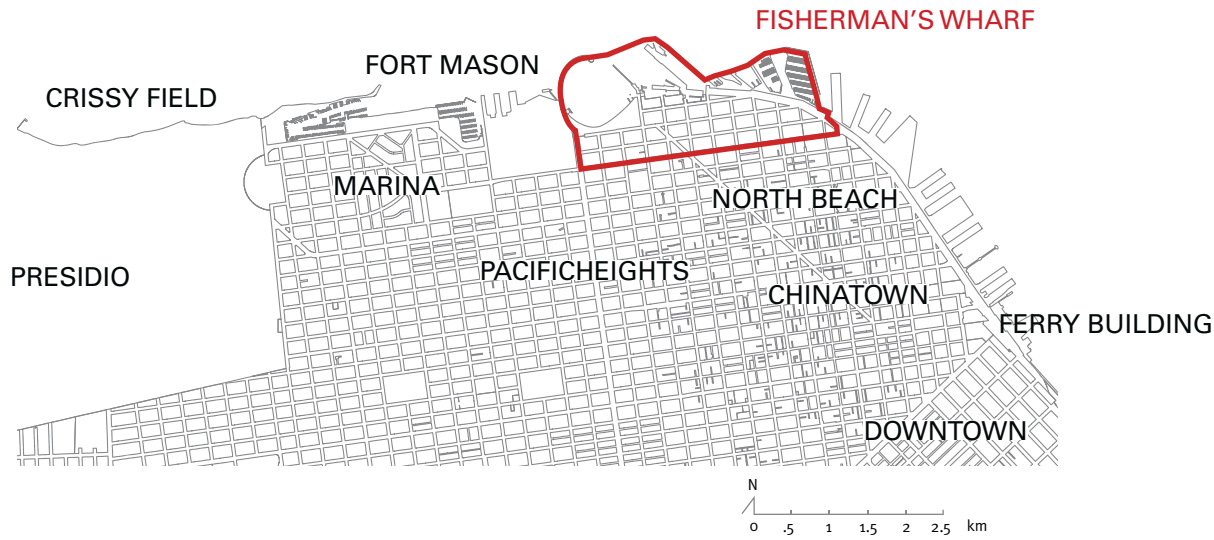 FISHERMAN'S WHARF
FORT MASON
CRISSY FIELD
MARINA
NORTH BEACH
PRESIDIO
PACIFICHEIGHTS
CHINATOWN
FERRY BUILDING
DOWNTOWN
N
0 .5 1 1.5 2 2.5 km